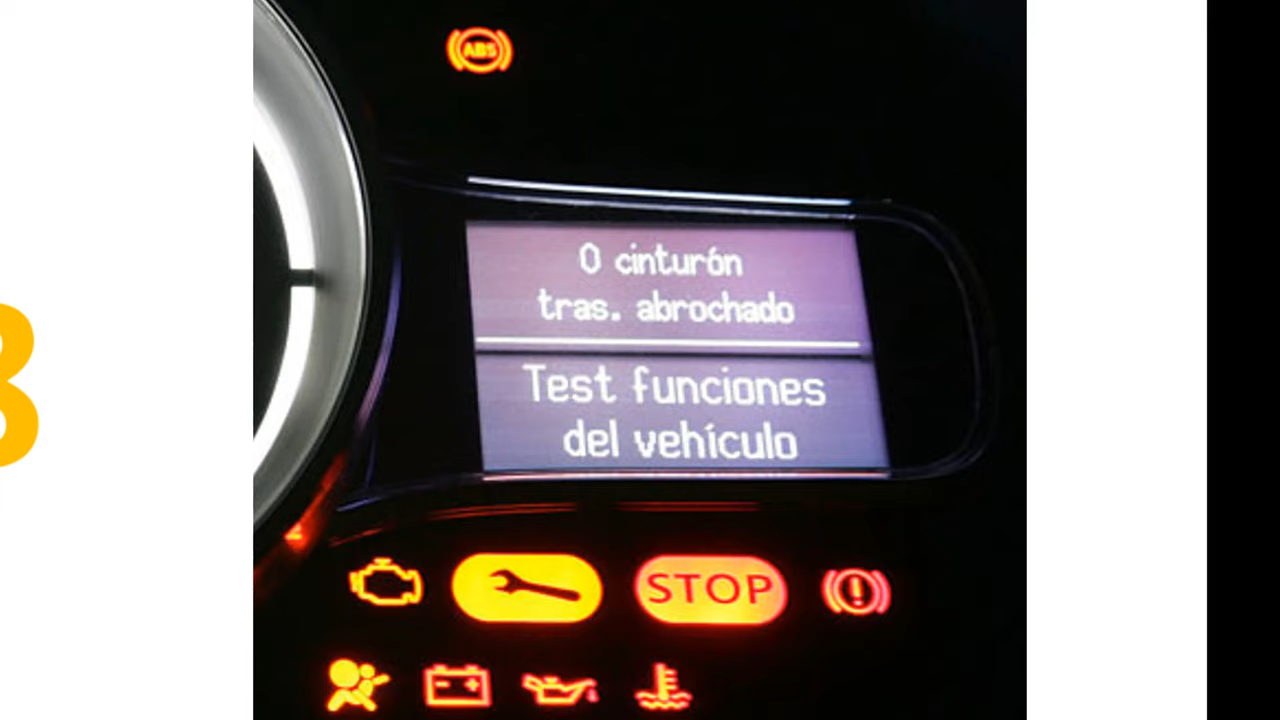 ABS
0 cinturón
tras. abrochado
Test funciones
del vehículo
STOP